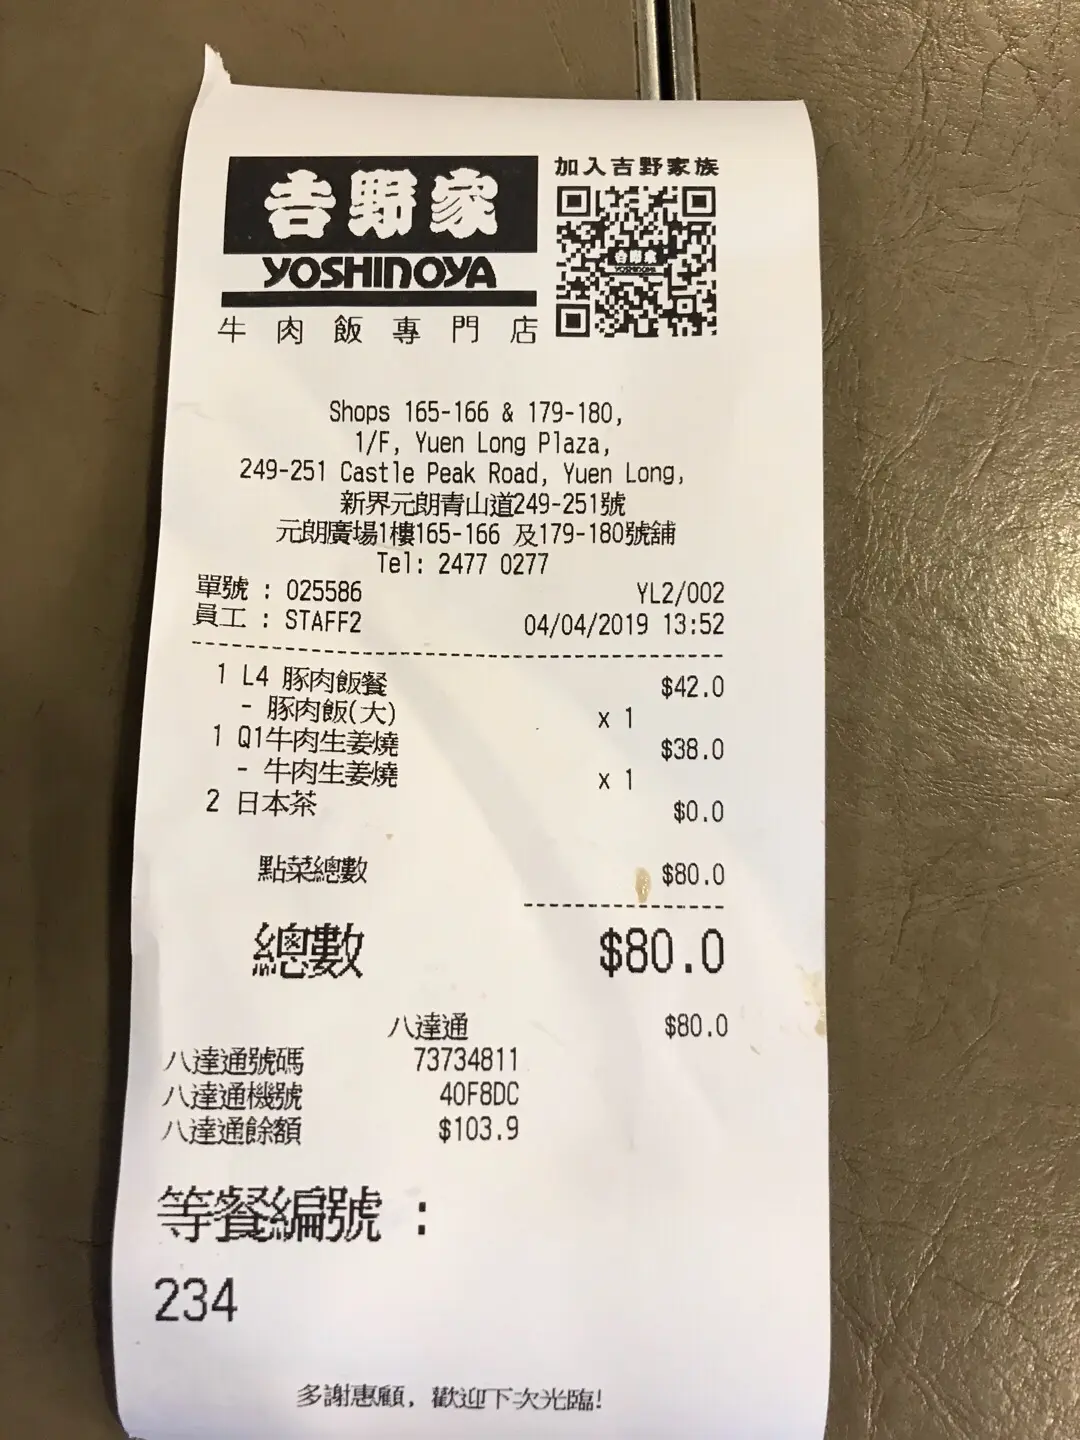 吉野家
YOSHINOYA
牛肉飯專門店
加入吉野家族
吉野家
YOSHINOYA
Shops 165-166 & 179-180,
1/F, Yuen Long Plaza,
249-251 Castle Peak Road, Yuen Long,
新界元朗青山道249-251號
元朗廣場1樓165-166 及179-180號舖
Tel: 2477 0277
單號 : 025586 YL2/002
員工 : STAFF2 04/04/2019 13:52
1 L4 豚肉飯餐 $42.0
- 豚肉飯(大) x 1
1 Q1牛肉生姜燒 $38.0
- 牛肉生姜燒 x 1
2 日本茶 $0.0
點菜總數 $80.0
總數 $80.0
八達通 $80.0
八達通號碼 73734811
八達通機號 40F8DC
八達通餘額 $103.9
等餐編號 :
234
多謝惠顧, 歡迎下次光臨!